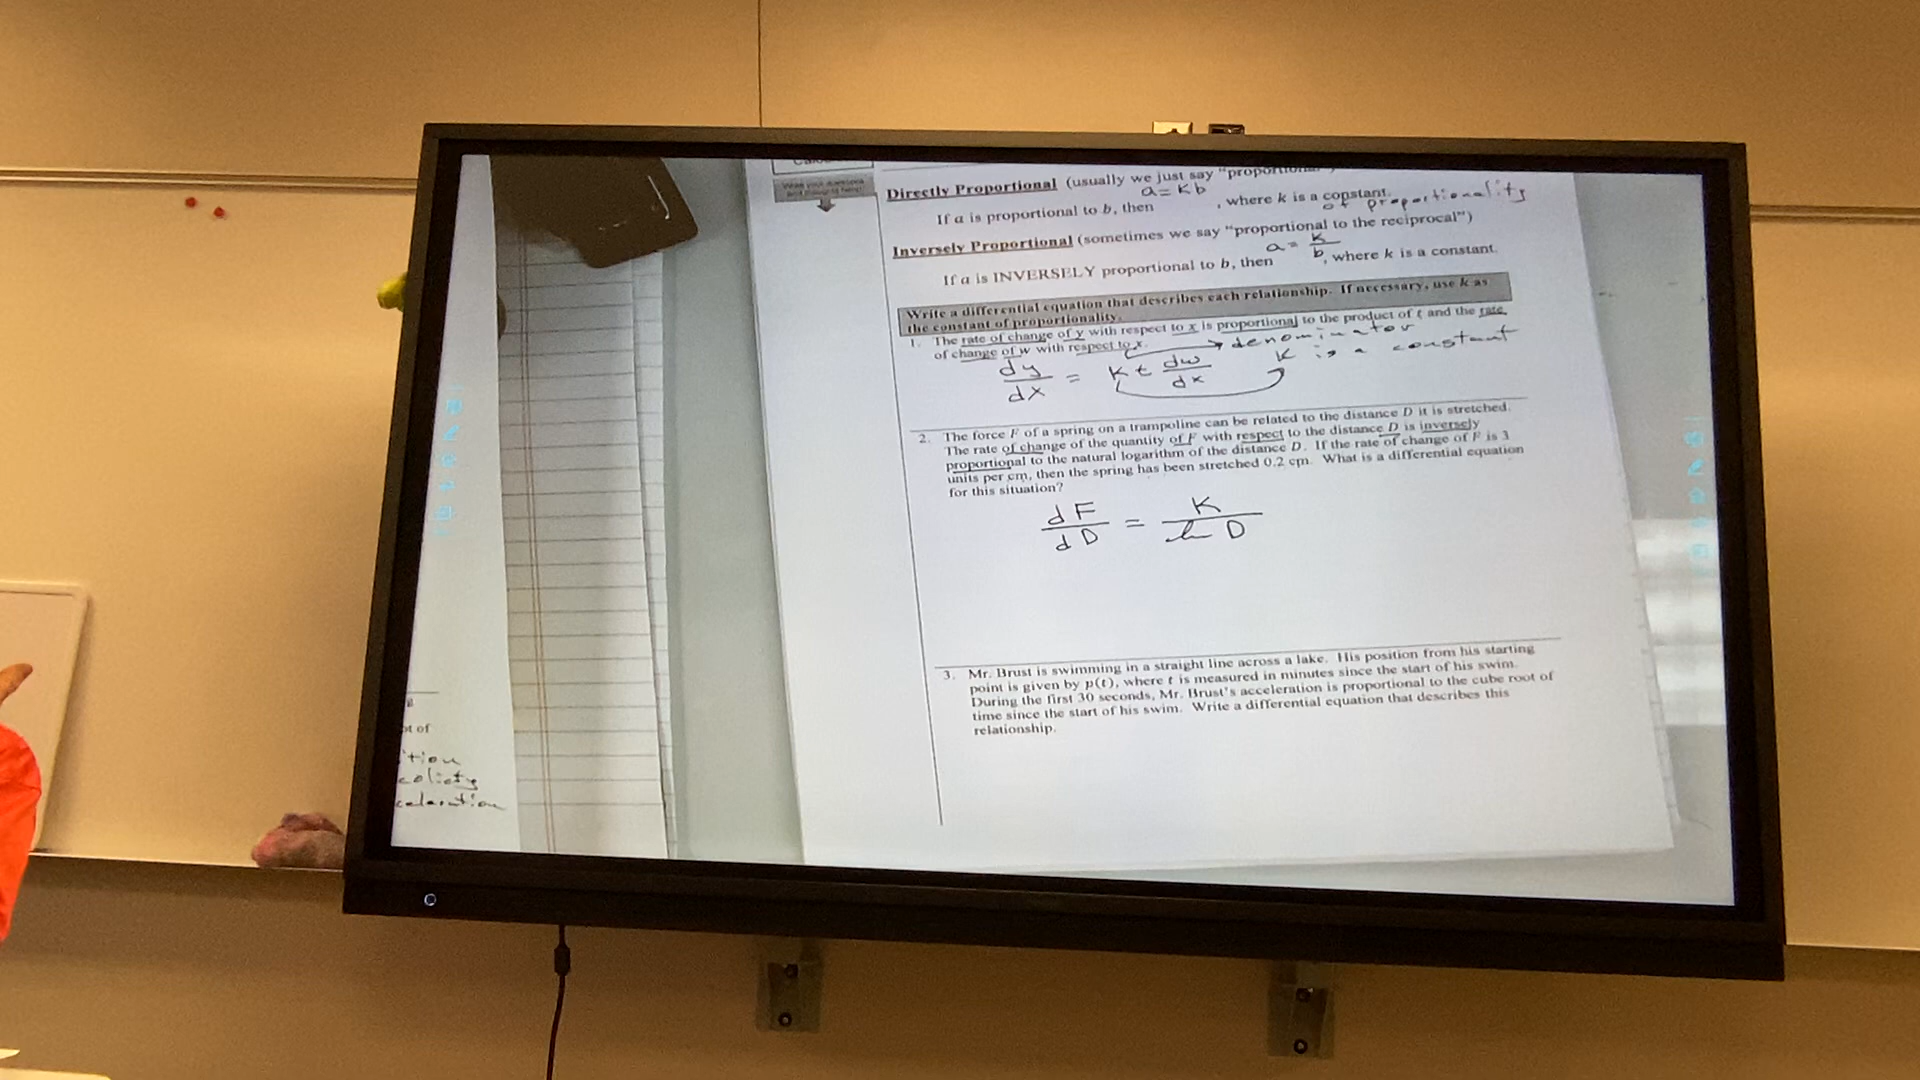 Directly Proportional (usually we just say "proportional")
a = kb
If a is proportional to b, then , where k is a constant.
of proportionality
Inversely Proportional (sometimes we say "proportional to the reciprocal")
a = k/b
If a is INVERSELY proportional to b, then , where k is a constant.
Write a differential equation that describes each relationship. If necessary, use k as
the constant of proportionality.
1. The rate of change of y with respect to x is proportional to the product of t and the rate
of change of w with respect to x.
denominator
K is a constant
dy/dx = K t dw/dx
2. The force F of a spring on a trampoline can be related to the distance D it is stretched.
The rate of change of the quantity of F with respect to the distance D is inversely
proportional to the natural logarithm of the distance D. If the rate of change of F is 3
units per cm, then the spring has been stretched 0.2 cm. What is a differential equation
for this situation?
dF/dD = K/ln D
3. Mr. Brust is swimming in a straight line across a lake. His position from his starting
point is given by p(t), where t is measured in minutes since the start of his swim.
During the first 30 seconds, Mr. Brust's acceleration is proportional to the cube root of
time since the start of his swim. Write a differential equation that describes this
relationship.
of